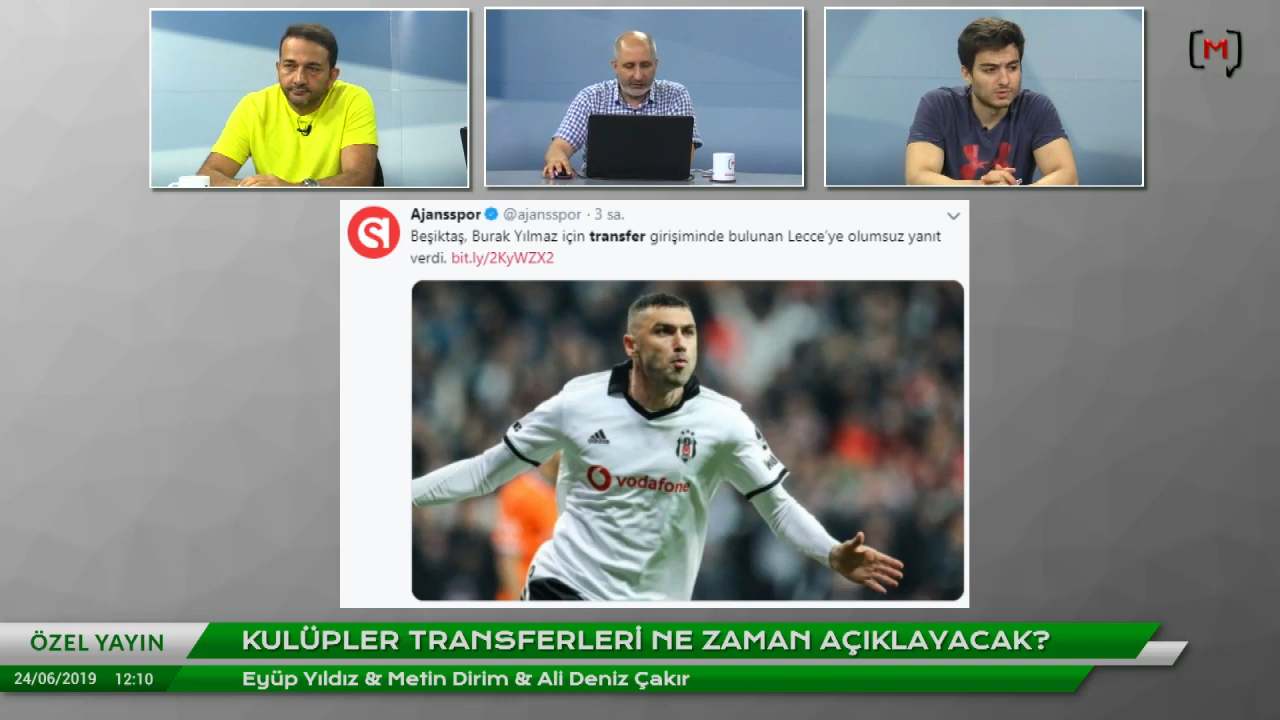 M
Ajansspor @ajansspor · 3 sa.
Beşiktaş, Burak Yılmaz için transfer girişiminde bulunan Lecce'ye olumsuz yanıt
verdi. bit.ly/2KyWZX2
vodafone
ÖZEL YAYIN
KULÜPLER TRANSFERLERİ NE ZAMAN AÇIKLAYACAK?
24/06/2019 12:10
Eyüp Yıldız & Metin Dirim & Ali Deniz Çakır